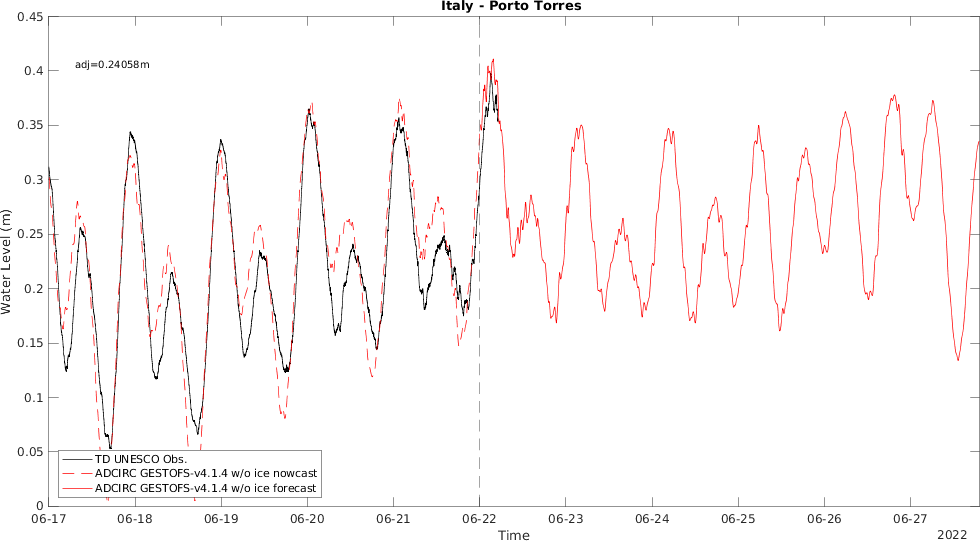 Italy - Porto Torres
adj=0.24058m
Water Level (m)
0.45
0.4
0.35
0.3
0.25
0.2
0.15
0.1
0.05
0
TD UNESCO Obs.
ADCIRC GESTOFS-v4.1.4 w/o ice nowcast
ADCIRC GESTOFS-v4.1.4 w/o ice forecast
06-17 06-18 06-19 06-20 06-21 06-22 06-23 06-24 06-25 06-26 06-27
Time
2022